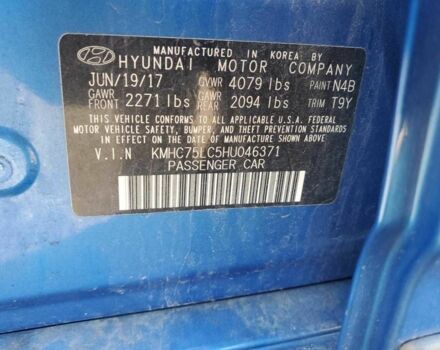 MANUFACTURED IN KOREA BY
HYUNDAI MOTOR COMPANY
JUN/19/17 GVWR 4079 lbs PAINT N4B
GAWR FRONT 2271 lbs GAWR REAR 2094 lbs TRIM T9Y
THIS VEHICLE CONFORMS TO ALL APPLICABLE U.S.A. FEDERAL
MOTOR VEHICLE SAFETY, BUMPER, AND THEFT PREVENTION STANDARDS
IN EFFECT ON THE DATE OF MANUFACTURE SHOWN ABOVE
V.I.N KMHC75LC5HU046371
PASSENGER CAR